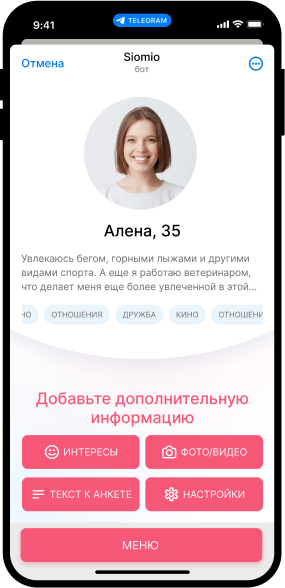 9:41
TELEGRAM
Отмена
Siomio
бот
Алена, 35
Увлекаюсь бегом, горными лыжами и другими
видами спорта. А еще я работаю ветеринаром,
что делает меня еще более увлеченной в этой...
НО ОТНОШЕНИЯ ДРУЖБА КИНО ОТНОШЕНИ
Добавьте дополнительную
информацию
ИНТЕРЕСЫ
ФОТО/ВИДЕО
ТЕКСТ К АНКЕТЕ
НАСТРОЙКИ
МЕНЮ